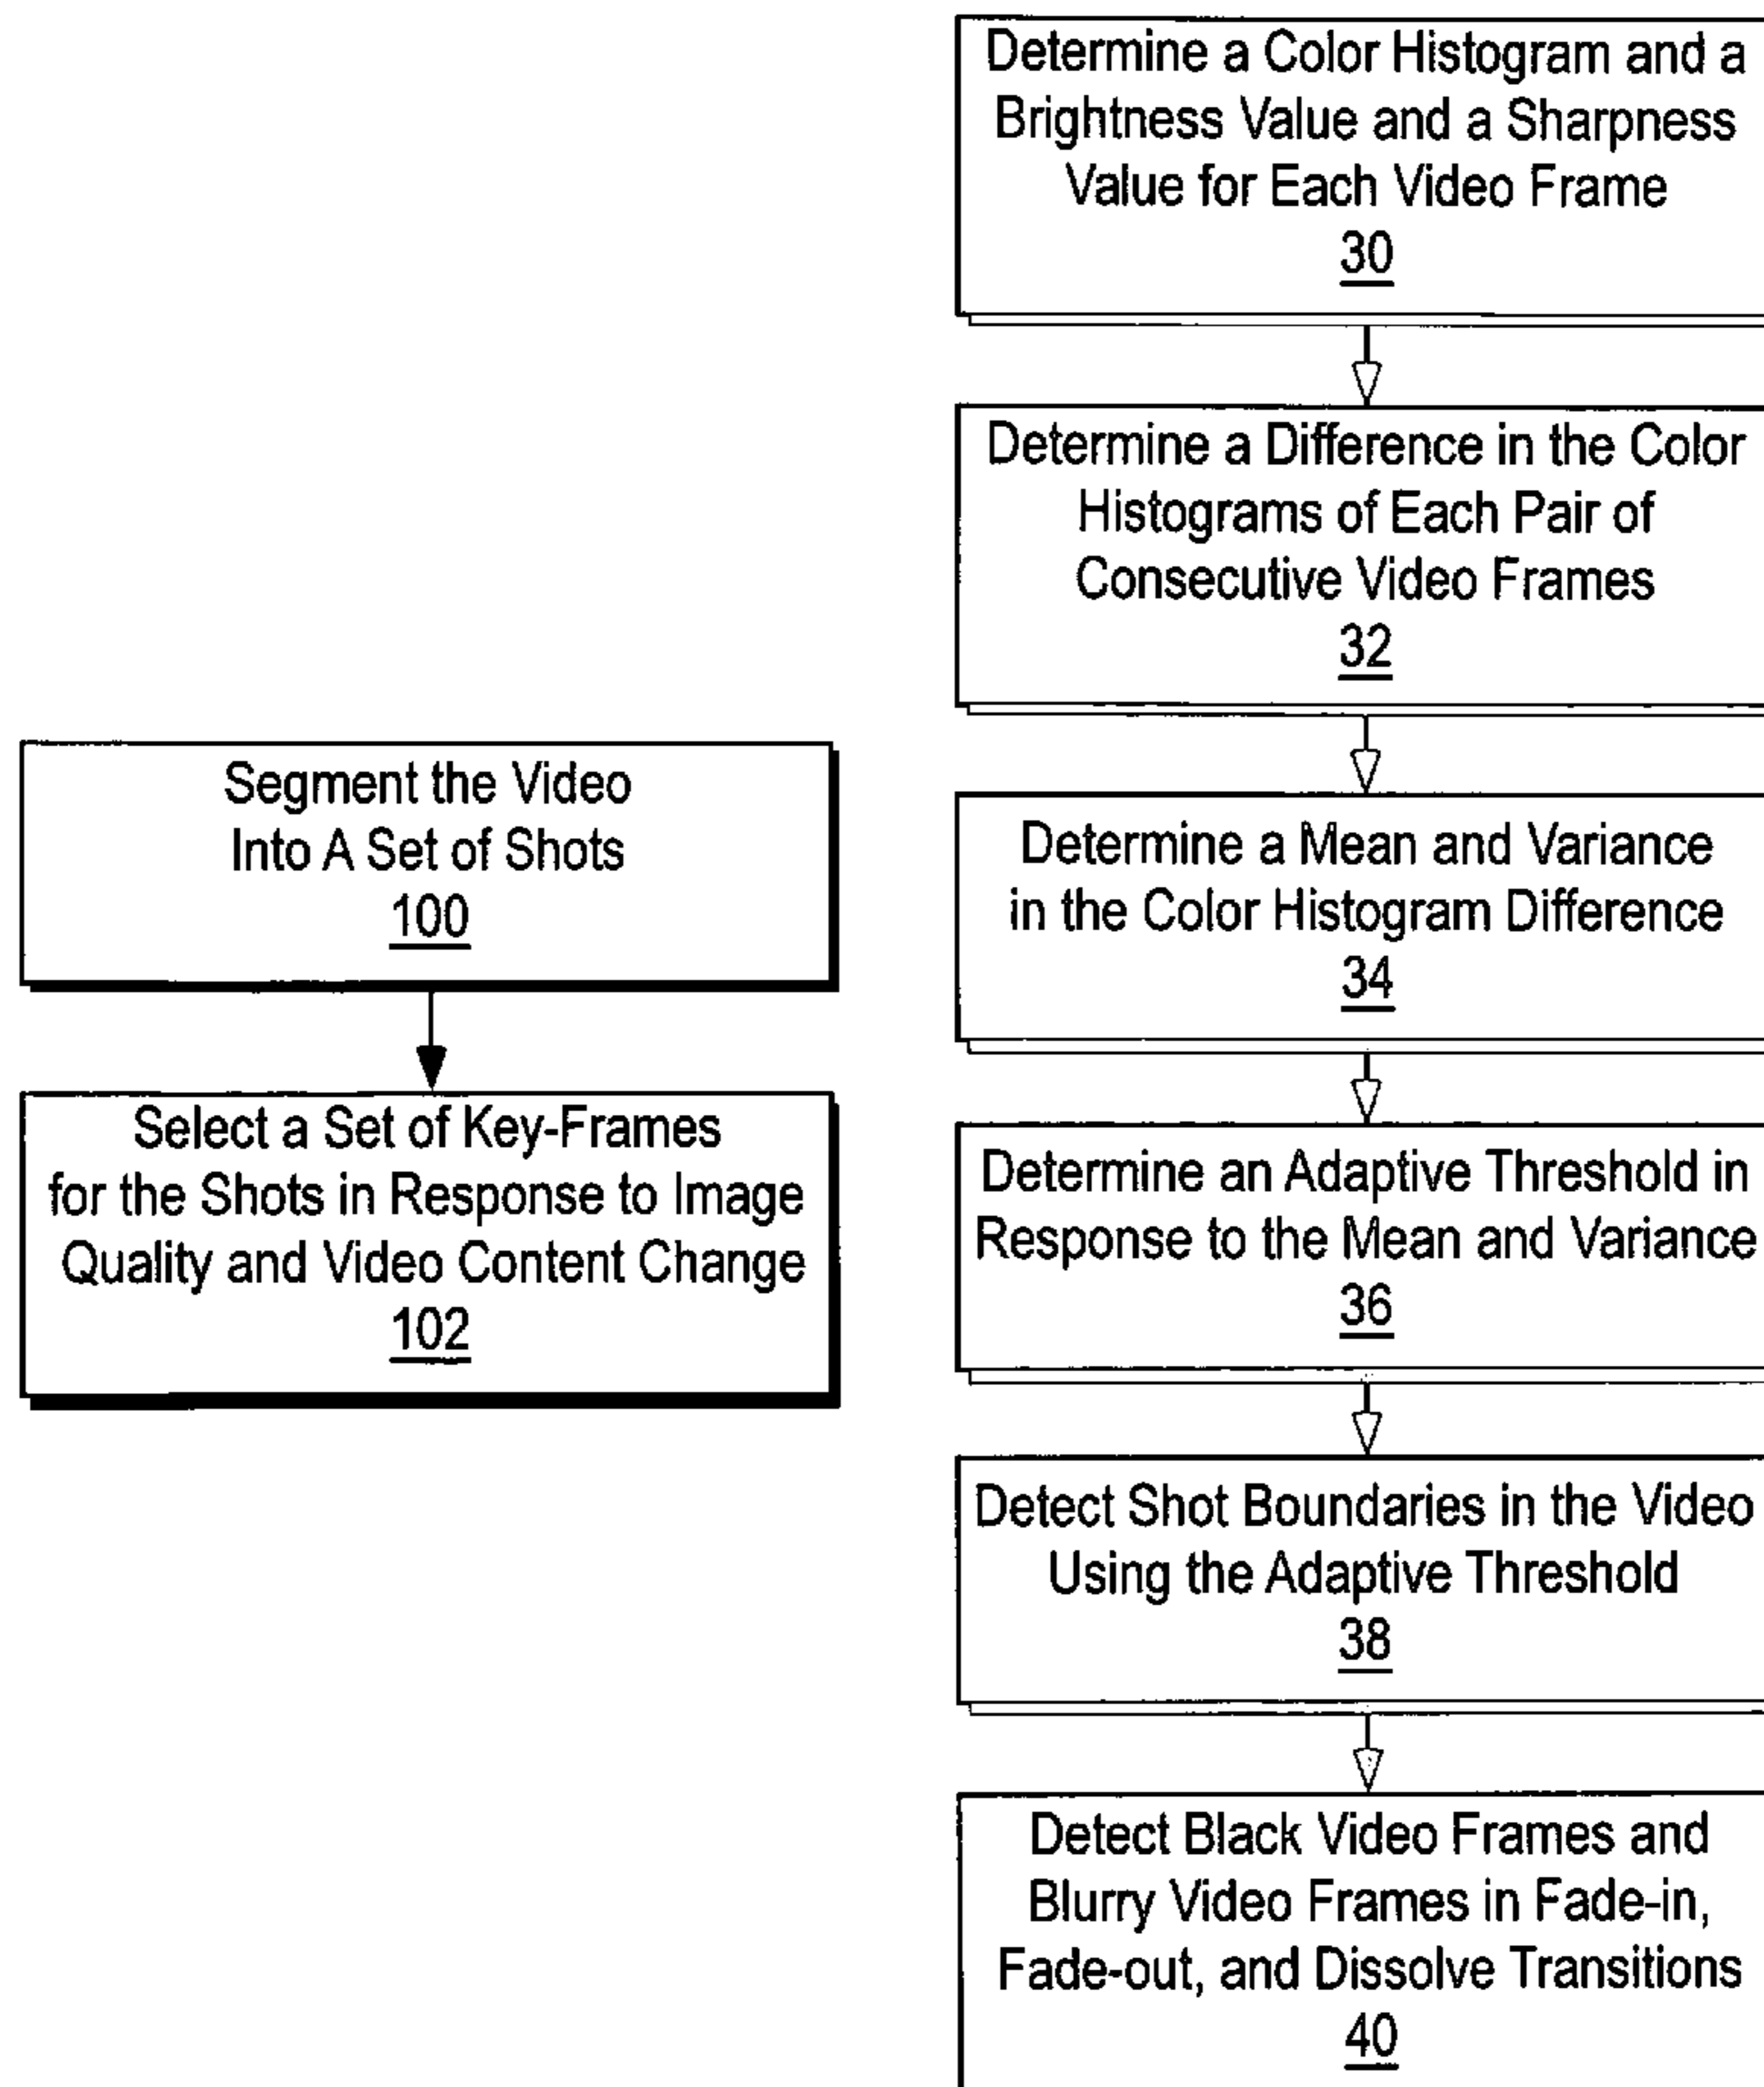 Segment the Video
Into A Set of Shots
100
Select a Set of Key-Frames
for the Shots in Response to Image
Quality and Video Content Change
102
Determine a Color Histogram and a
Brightness Value and a Sharpness
Value for Each Video Frame
30
Determine a Difference in the Color
Histograms of Each Pair of
Consecutive Video Frames
32
Determine a Mean and Variance
in the Color Histogram Difference
34
Determine an Adaptive Threshold in
Response to the Mean and Variance
36
Detect Shot Boundaries in the Video
Using the Adaptive Threshold
38
Detect Black Video Frames and
Blurry Video Frames in Fade-in,
Fade-out, and Dissolve Transitions
40